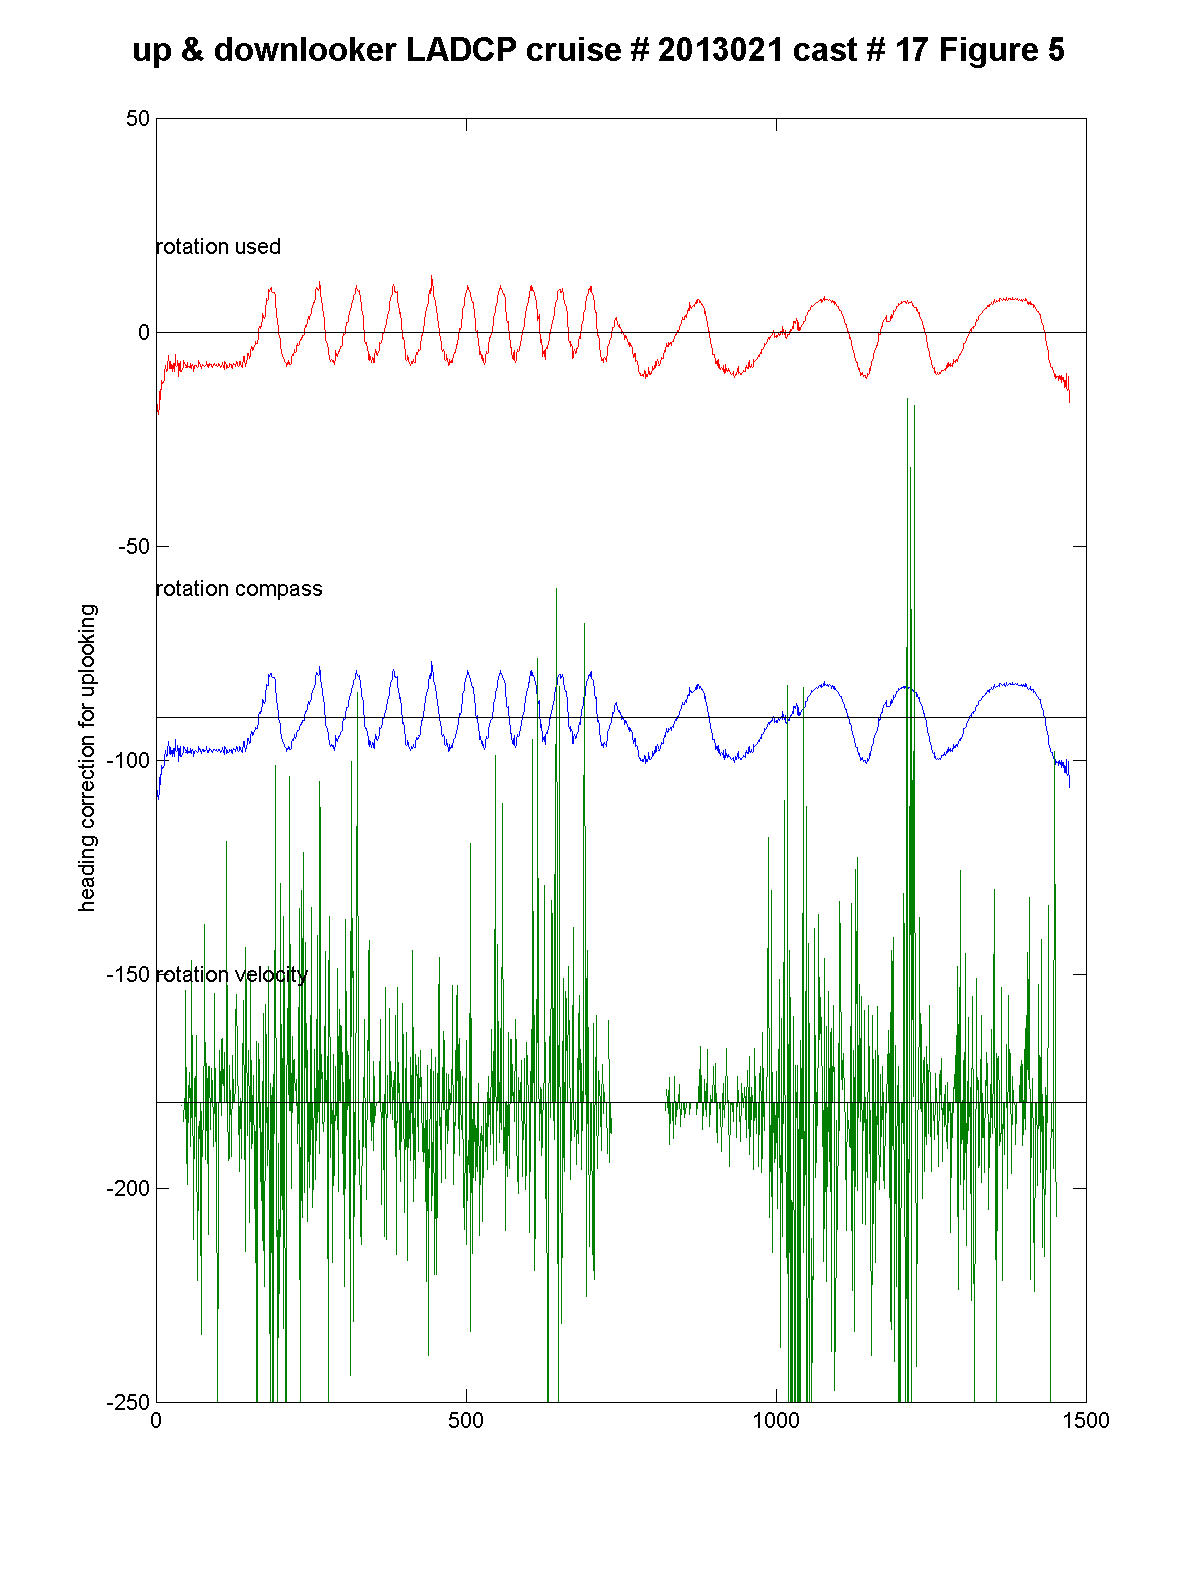 up & downlooker LADCP cruise # 2013021 cast # 17 Figure 5
50
rotation used
0
-50
rotation compass
heading correction for uplooking
-100
-150
rotation velocity
-200
-250
0 500 1000 1500